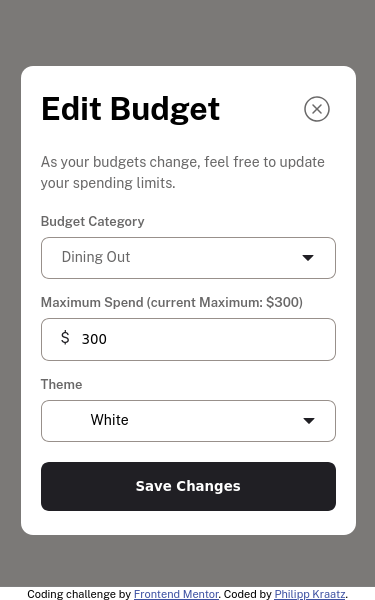 Edit Budget
As your budgets change, feel free to update
your spending limits.
Budget Category
Dining Out
Maximum Spend (current Maximum: $300)
$ 300
Theme
White
Save Changes
Coding challenge by Frontend Mentor. Coded by Philipp Kraatz.